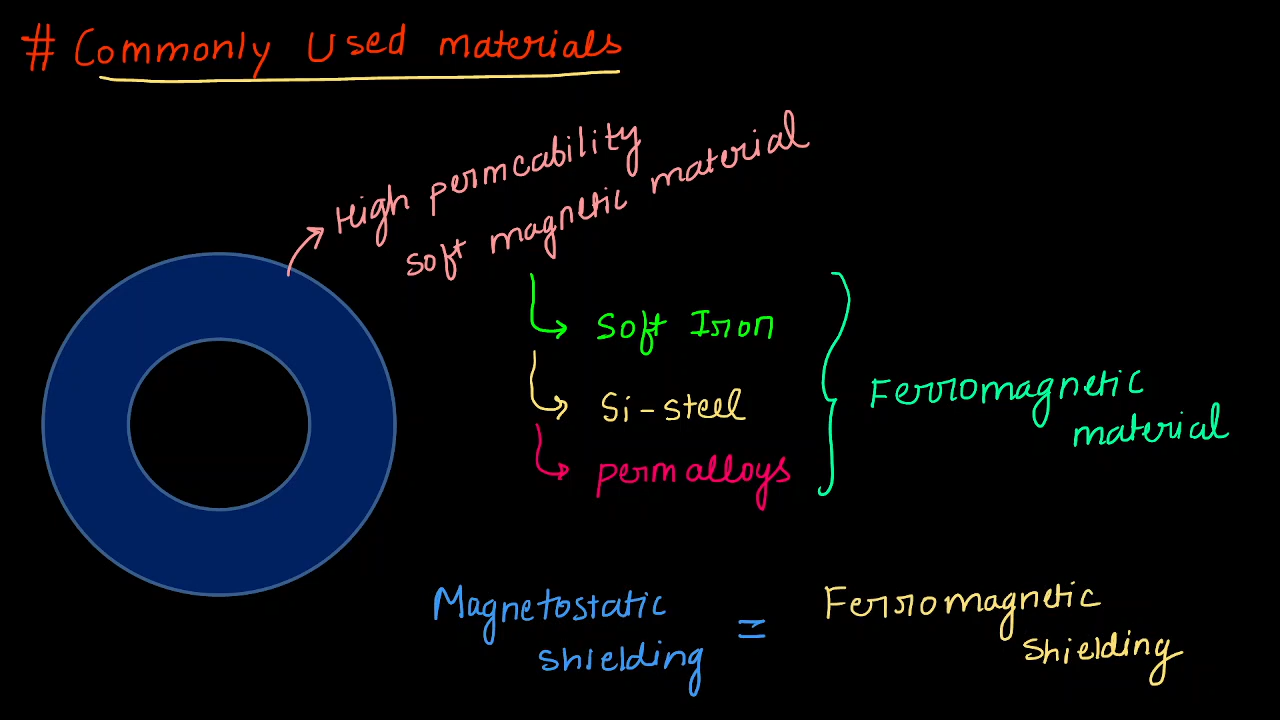 # Commonly Used materials
High permeability
soft magnetic material
Soft Iron
Si-steel
permalloys
Ferromagnetic
material
Magnetostatic
shielding
=
Ferromagnetic
shielding